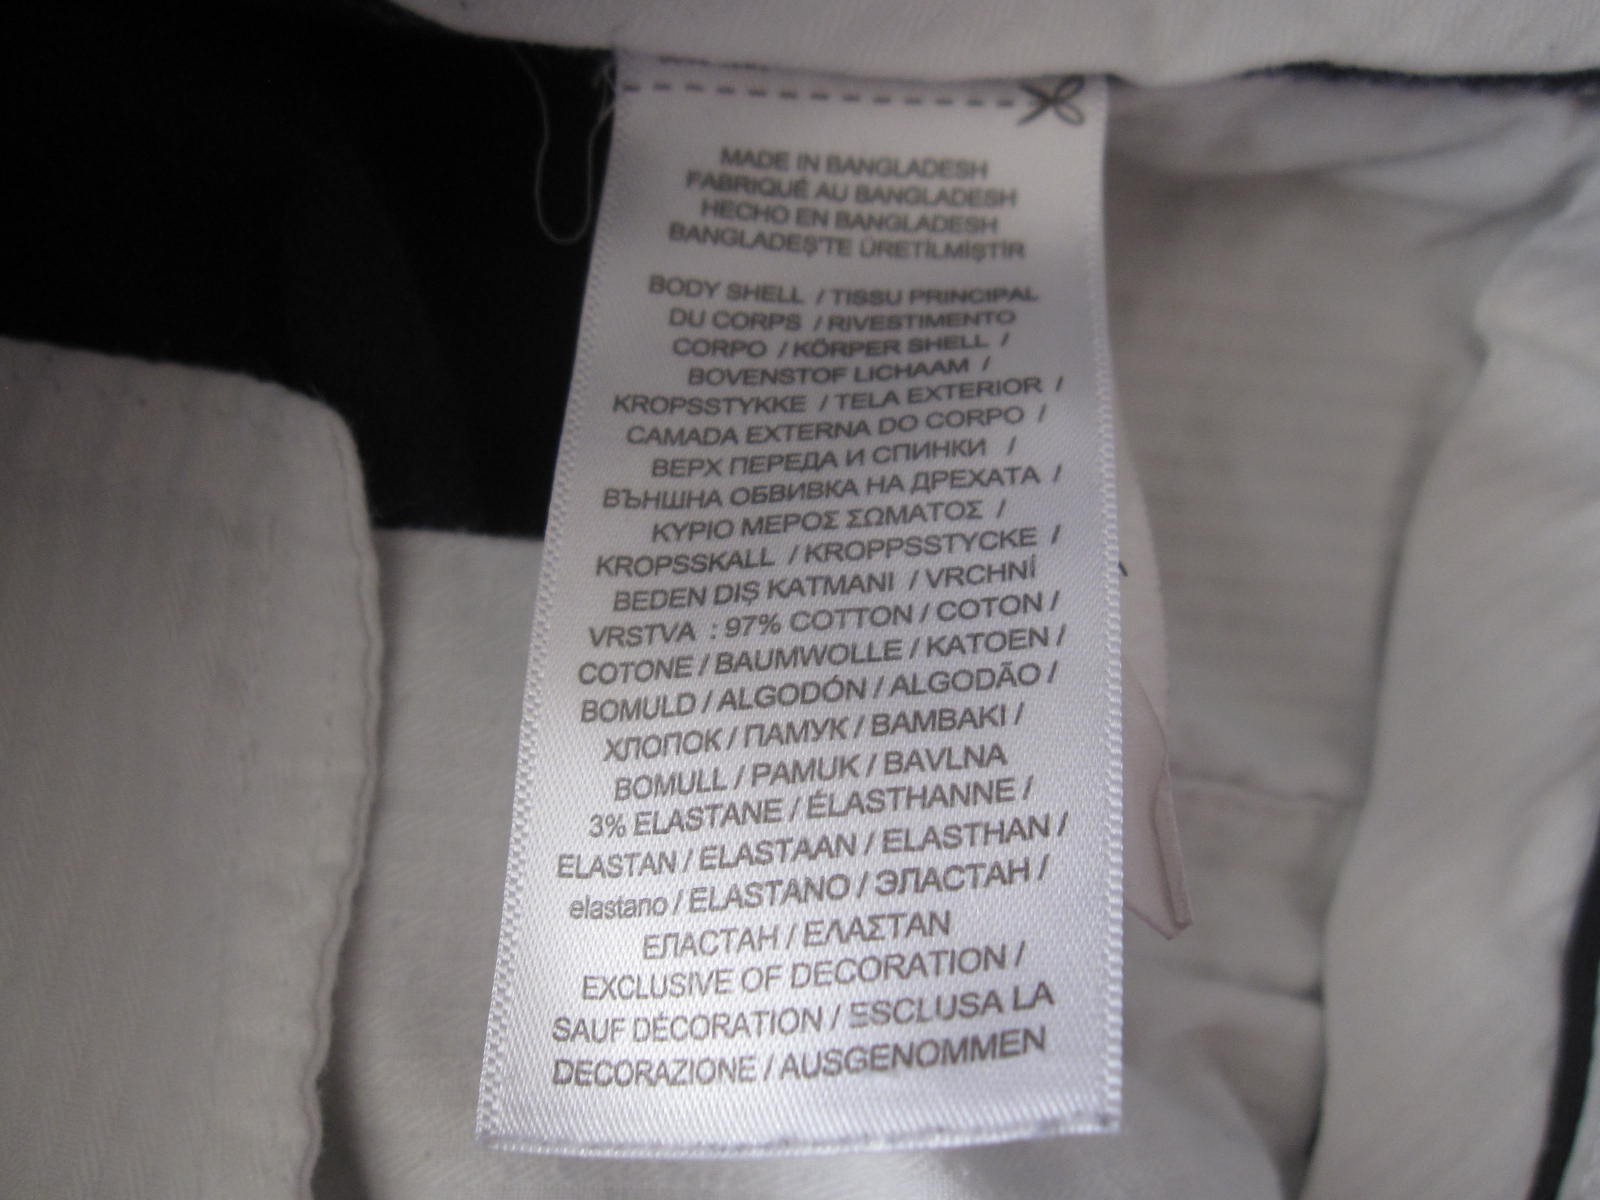 MADE IN BANGLADESH
FABRIQUÉ AU BANGLADESH
HECHO EN BANGLADESH
BANGLADEŞ'TE ÜRETİLMİŞTİR
BODY SHELL / TISSU PRINCIPAL
DU CORPS / RIVESTIMENTO
CORPO / KÖRPER SHELL /
BOVENSTOF LICHAAM /
KROPSSTYKKE / TELA EXTERIOR /
CAMADA EXTERNA DO CORPO /
ВЕРХ ПЕРЕДА И СПИНКИ /
ВЪНШНА ОБВИВКА НА ДРЕХАТА /
ΚΥΡΙΟ ΜΕΡΟΣ ΣΩΜΑΤΟΣ /
KROPSSKALL / KROPPSSTYCKE /
BEDEN DIŞ KATMANI / VRCHNÍ
VRSTVA : 97% COTTON / COTON /
COTONE / BAUMWOLLE / KATOEN /
BOMULD / ALGODÓN / ALGODÃO /
ХЛОПОК / ПАМУК / ΒΑΜΒΑΚΙ /
BOMULL / PAMUK / BAVLNA
3% ELASTANE / ÉLASTHANNE /
ELASTAN / ELASTAAN / ELASTHAN /
elastano / ELASTANO / ЭЛАСТАН /
ЕЛАСТАН / ΕΛΑΣΤΑΝ
EXCLUSIVE OF DECORATION /
SAUF DÉCORATION / ESCLUSA LA
DECORAZIONE / AUSGENOMMEN